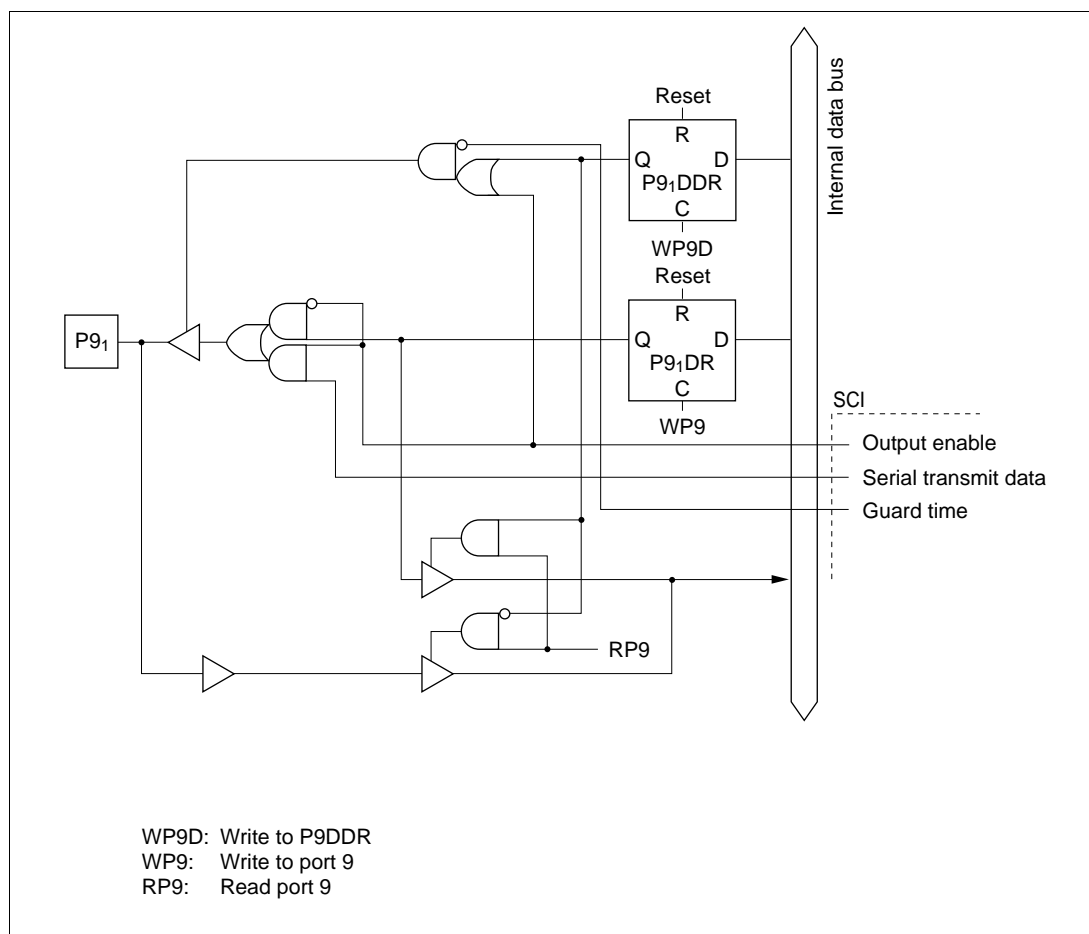 Reset
R
Q D
P9₁DDR
C
WP9D
Internal data bus
Reset
R
Q D
P9₁DR
C
WP9
P9₁
SCI
Output enable
Serial transmit data
Guard time
RP9
WP9D: Write to P9DDR
WP9: Write to port 9
RP9: Read port 9